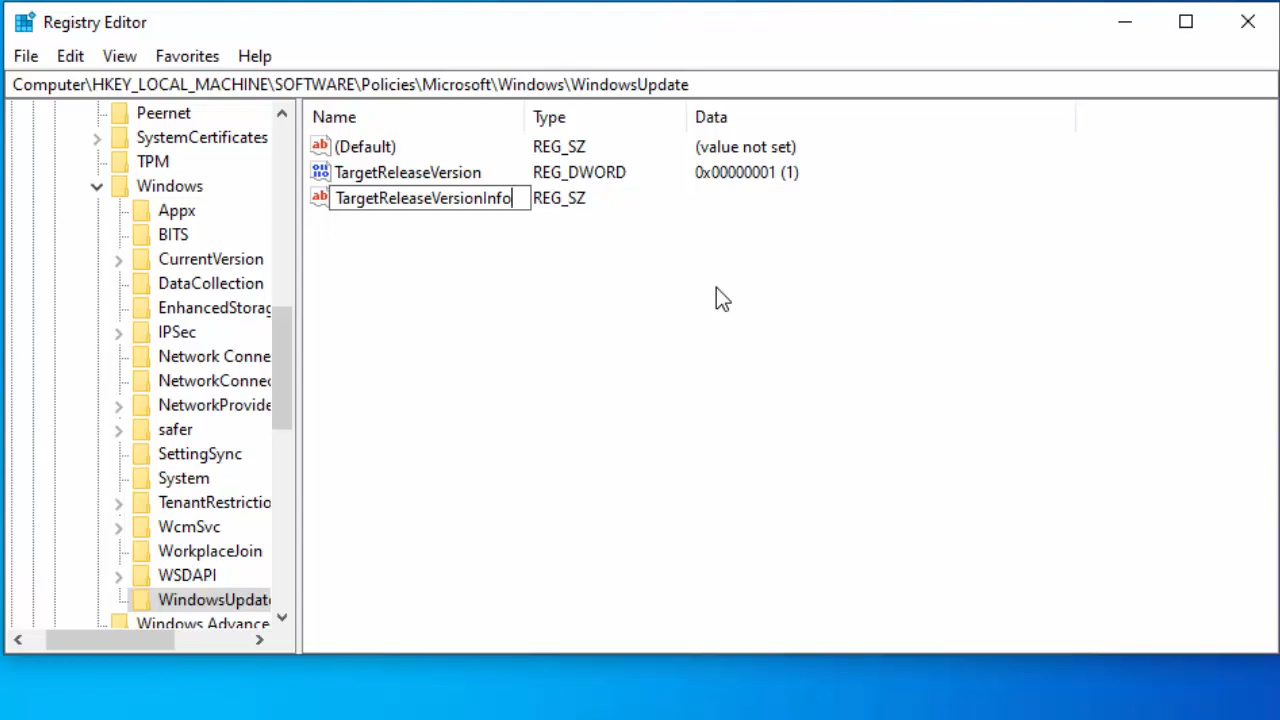 Registry Editor
File Edit View Favorites Help
Computer\HKEY_LOCAL_MACHINE\SOFTWARE\Policies\Microsoft\Windows\WindowsUpdate
Peernet
SystemCertificates
TPM
Windows
Appx
BITS
CurrentVersion
DataCollection
EnhancedStorag
IPSec
Network Conne
NetworkConnec
NetworkProvide
safer
SettingSync
System
TenantRestrictio
WcmSvc
WorkplaceJoin
WSDAPI
WindowsUpdate
Windows Advance
Name Type Data
(Default) REG_SZ (value not set)
TargetReleaseVersion REG_DWORD 0x00000001 (1)
TargetReleaseVersionInfo REG_SZ